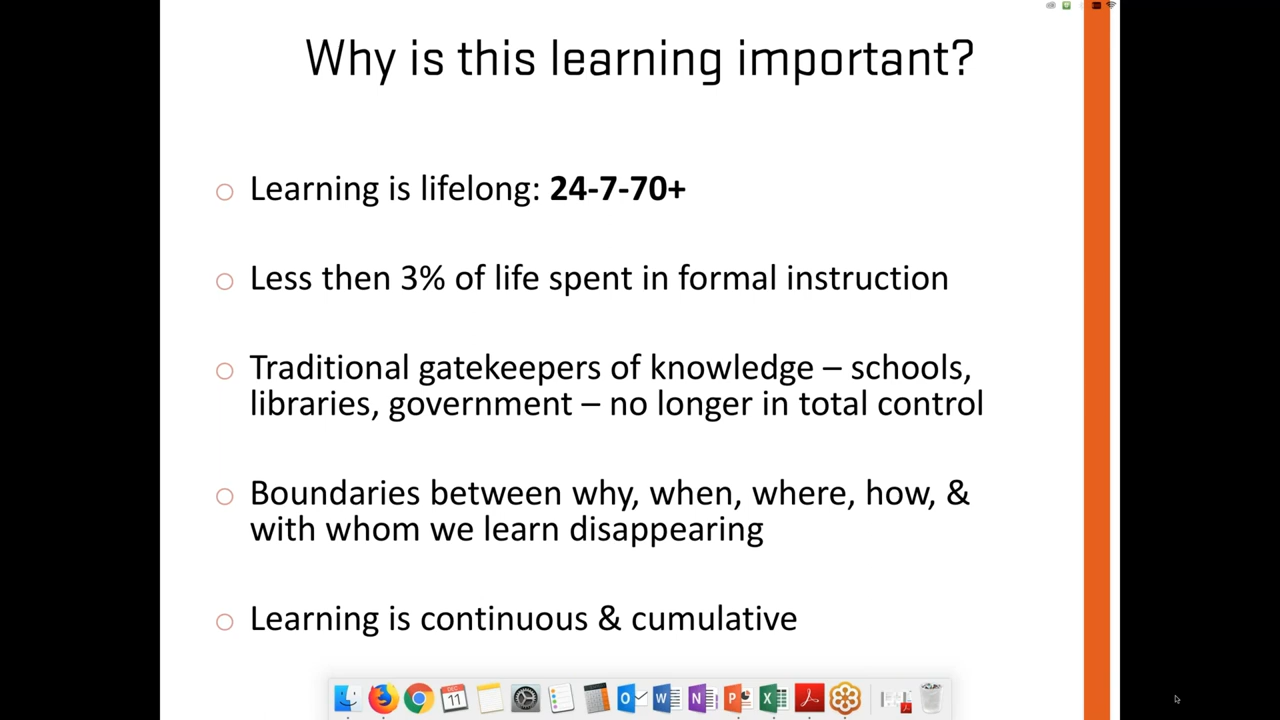 Why is this learning important?
Learning is lifelong: 24-7-70+
Less then 3% of life spent in formal instruction
Traditional gatekeepers of knowledge – schools,
libraries, government – no longer in total control
Boundaries between why, when, where, how, &
with whom we learn disappearing
Learning is continuous & cumulative
DEC
11